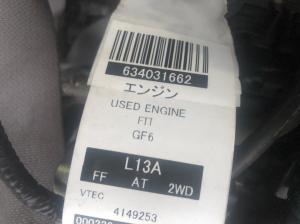 634031662
エンジン
USED ENGINE
FIT
GF6
L13A
FF AT 2WD
VTEC
4149253